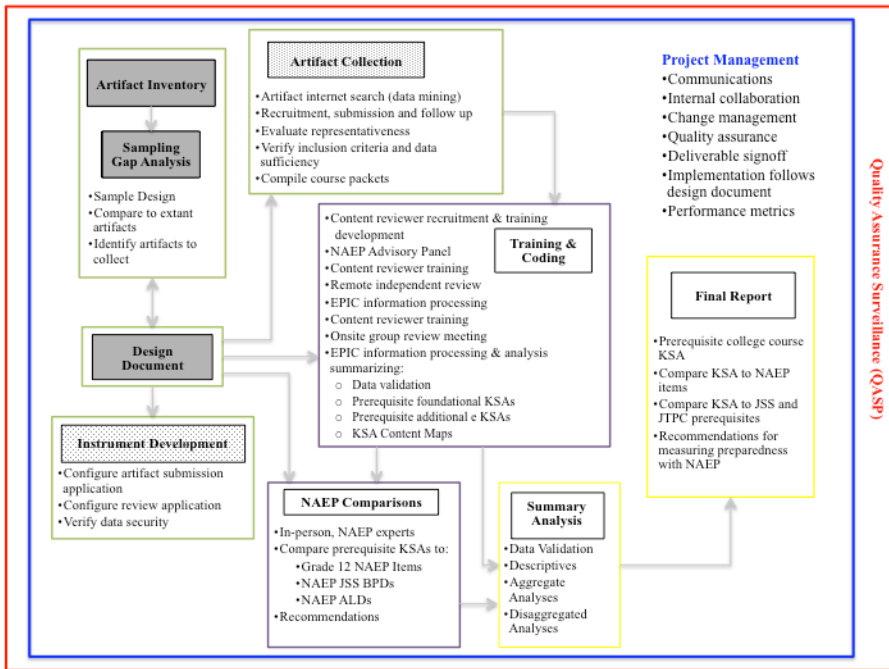 Artifact Inventory
Sampling
Gap Analysis
•Sample Design
•Compare to extant
artifacts
•Identify artifacts to
collect
Artifact Collection
•Artifact internet search (data mining)
•Recruitment, submission and follow up
•Evaluate representativeness
•Verify inclusion criteria and data
sufficiency
•Compile course packets
Project Management
•Communications
•Internal collaboration
•Change management
•Quality assurance
•Deliverable signoff
•Implementation follows
design document
•Performance metrics
Quality Assurance Surveillance (QASP)
Training &
Coding
•Content reviewer recruitment & training
development
•NAEP Advisory Panel
•Content reviewer training
•Remote independent review
•EPIC information processing
•Content reviewer training
•Onsite group review meeting
•EPIC information processing & analysis
summarizing:
o Data validation
o Prerequisite foundational KSAs
o Prerequisite additional e KSAs
o KSA Content Maps
Design
Document
Instrument Development
•Configure artifact submission
application
•Configure review application
•Verify data security
NAEP Comparisons
•In-person, NAEP experts
•Compare prerequisite KSAs to:
•Grade 12 NAEP Items
•NAEP JSS BPDs
•NAEP ALDs
•Recommendations
Summary
Analysis
•Data Validation
•Descriptives
•Aggregate
Analyses
•Disaggregated
Analyses
Final Report
•Prerequisite college course
KSA
•Compare KSA to NAEP
items
•Compare KSA to JSS and
JTPC prerequisites
•Recommendations for
measuring preparedness
with NAEP